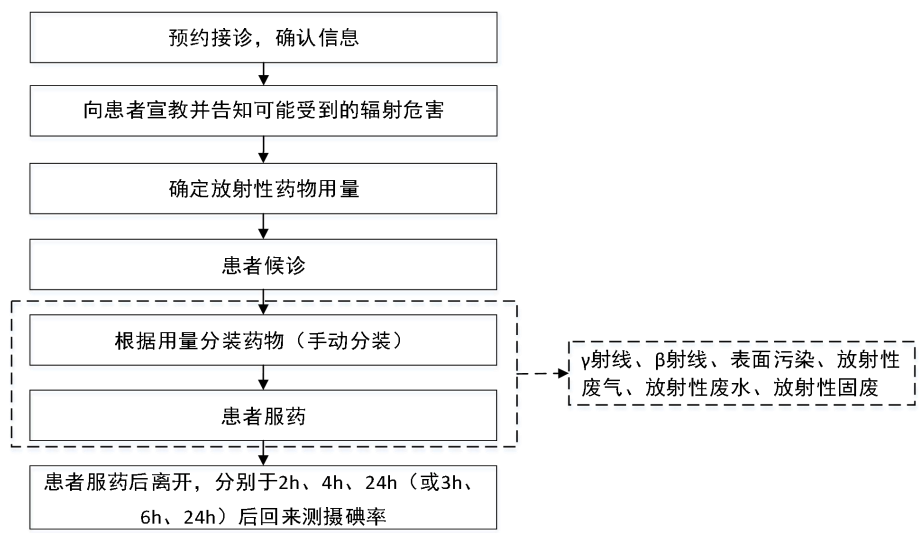 预约接诊，确认信息
向患者宣教并告知可能受到的辐射危害
确定放射性药物用量
患者候诊
根据用量分装药物（手动分装）
患者服药
γ射线、β射线、表面污染、放射性
废气、放射性废水、放射性固废
患者服药后离开，分别于2h、4h、24h（或3h、
6h、24h）后回来测摄碘率